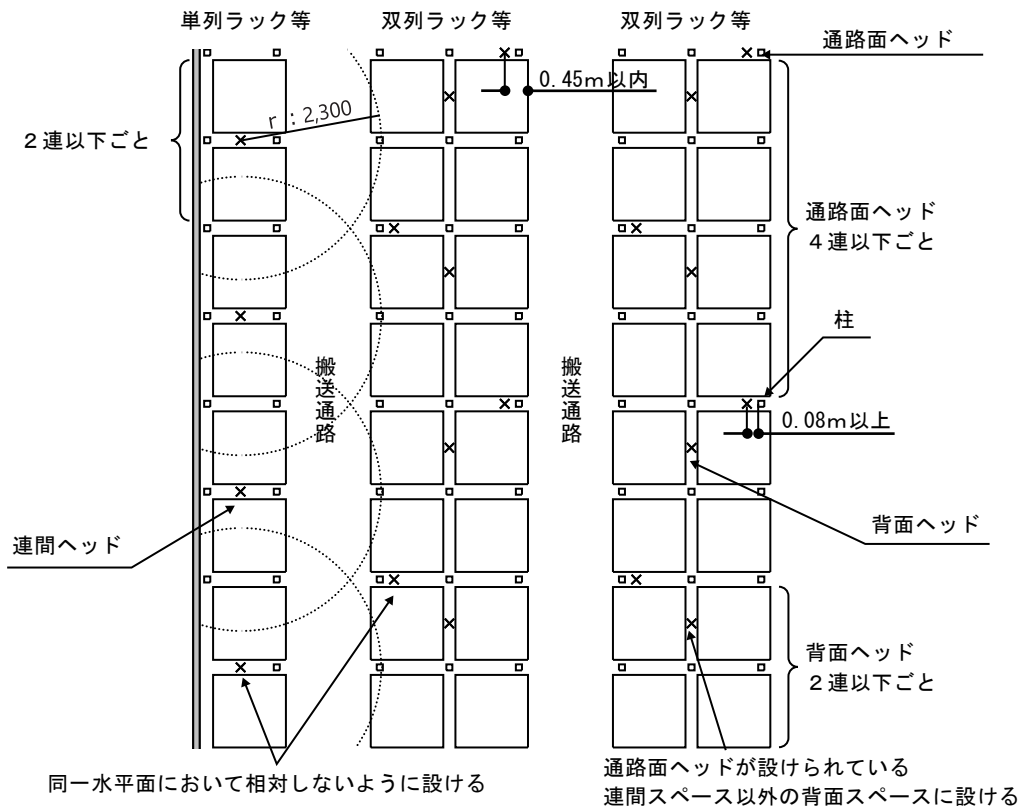 単列ラック等
双列ラック等
双列ラック等
通路面ヘッド
0.45m以内
r：2,300
２連以下ごと
通路面ヘッド
４連以下ごと
柱
搬送通路
搬送通路
0.08m以上
背面ヘッド
連間ヘッド
背面ヘッド
２連以下ごと
同一水平面において相対しないように設ける
通路面ヘッドが設けられている
連間スペース以外の背面スペースに設ける